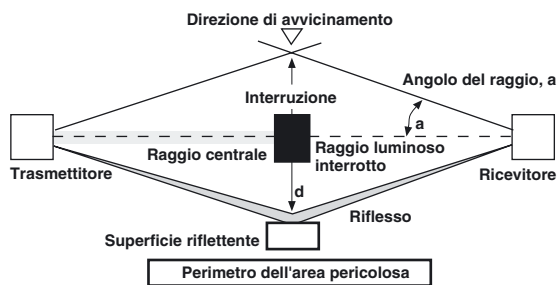 Direzione di avvicinamento
Angolo del raggio, a
Interruzione
a
Raggio centrale
Raggio luminoso
interrotto
Trasmettitore
Ricevitore
d
Riflesso
Superficie riflettente
Perimetro dell'area pericolosa